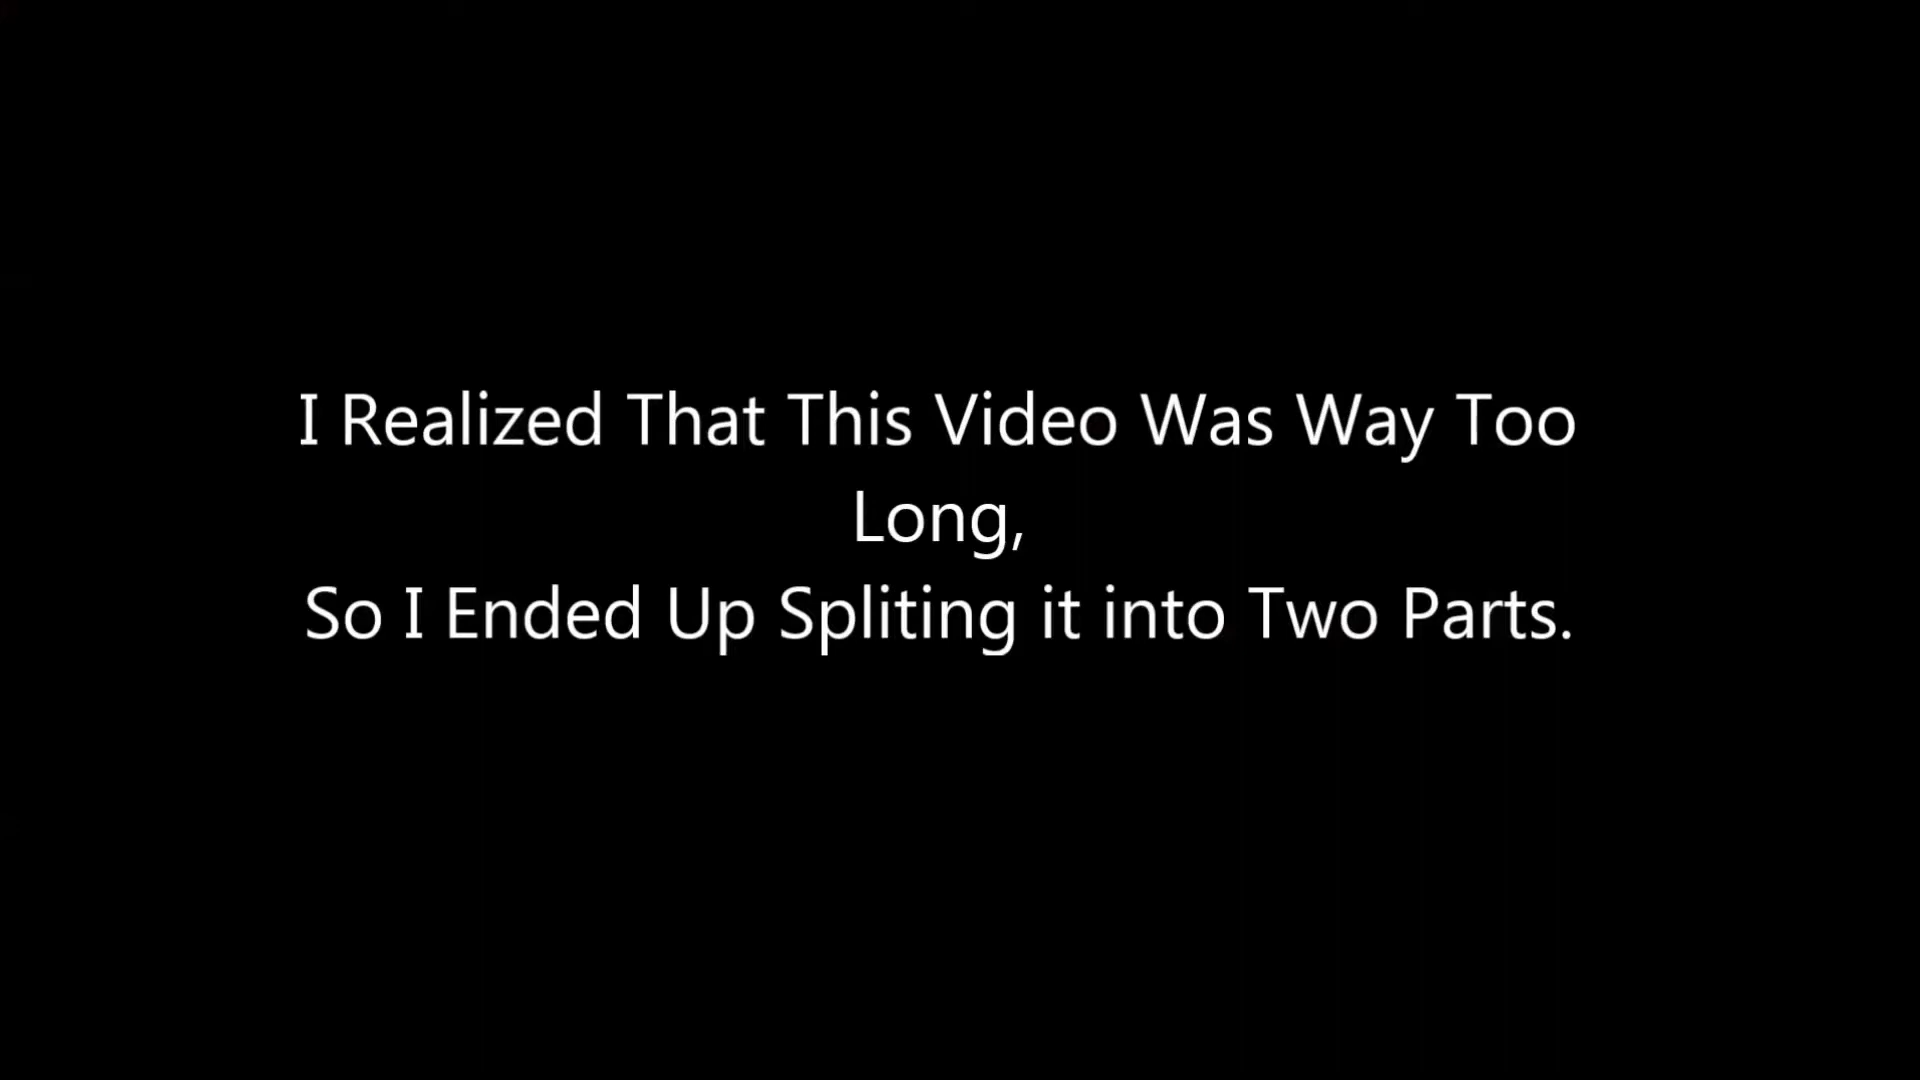 I Realized That This Video Was Way Too
Long,
So I Ended Up Spliting it into Two Parts.